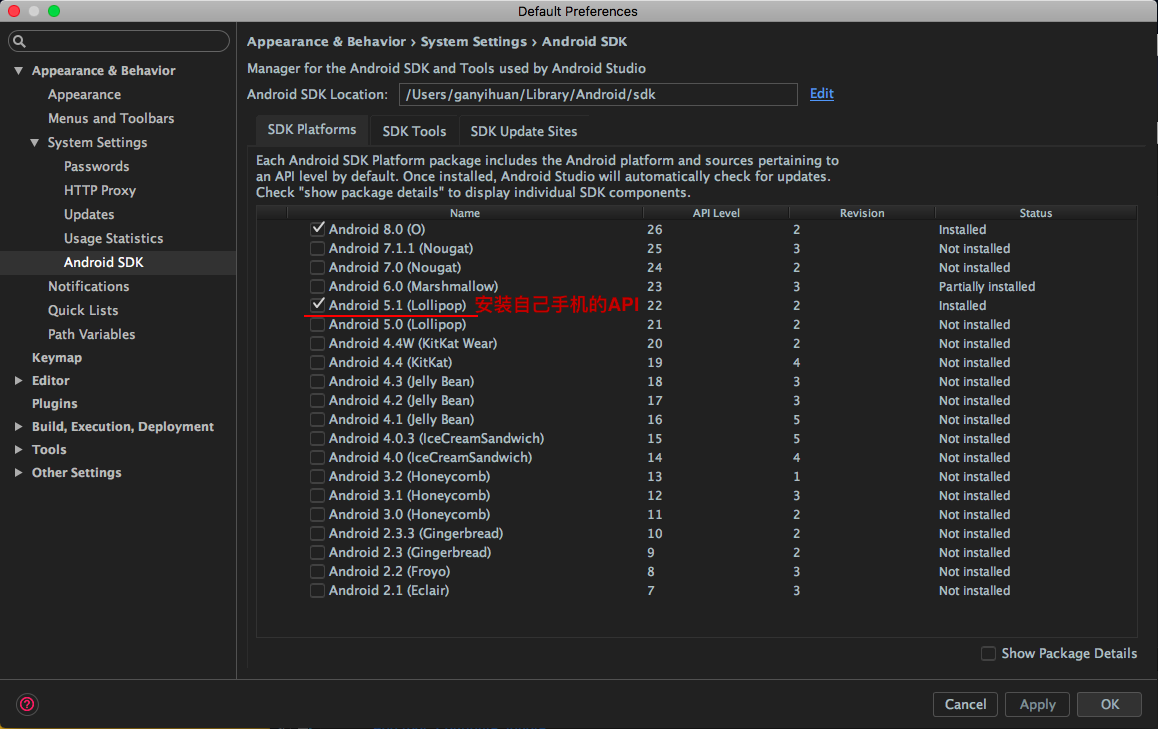 Default Preferences
Appearance & Behavior
Appearance
Menus and Toolbars
System Settings
Passwords
HTTP Proxy
Updates
Usage Statistics
Android SDK
Notifications
Quick Lists
Path Variables
Keymap
Editor
Plugins
Build, Execution, Deployment
Tools
Other Settings
Appearance & Behavior › System Settings › Android SDK
Manager for the Android SDK and Tools used by Android Studio
Android SDK Location: /Users/ganyihuan/Library/Android/sdk Edit
SDK Platforms SDK Tools SDK Update Sites
Each Android SDK Platform package includes the Android platform and sources pertaining to
an API level by default. Once installed, Android Studio will automatically check for updates.
Check "show package details" to display individual SDK components.
Name API Level Revision Status
Android 8.0 (O) 26 2 Installed
Android 7.1.1 (Nougat) 25 3 Not installed
Android 7.0 (Nougat) 24 2 Not installed
Android 6.0 (Marshmallow) 23 3 Partially installed
Android 5.1 (Lollipop) 安装自己手机的API 22 2 Installed
Android 5.0 (Lollipop) 21 2 Not installed
Android 4.4W (KitKat Wear) 20 2 Not installed
Android 4.4 (KitKat) 19 4 Not installed
Android 4.3 (Jelly Bean) 18 3 Not installed
Android 4.2 (Jelly Bean) 17 3 Not installed
Android 4.1 (Jelly Bean) 16 5 Not installed
Android 4.0.3 (IceCreamSandwich) 15 5 Not installed
Android 4.0 (IceCreamSandwich) 14 4 Not installed
Android 3.2 (Honeycomb) 13 1 Not installed
Android 3.1 (Honeycomb) 12 3 Not installed
Android 3.0 (Honeycomb) 11 2 Not installed
Android 2.3.3 (Gingerbread) 10 2 Not installed
Android 2.3 (Gingerbread) 9 2 Not installed
Android 2.2 (Froyo) 8 3 Not installed
Android 2.1 (Eclair) 7 3 Not installed
Show Package Details
? Cancel Apply OK